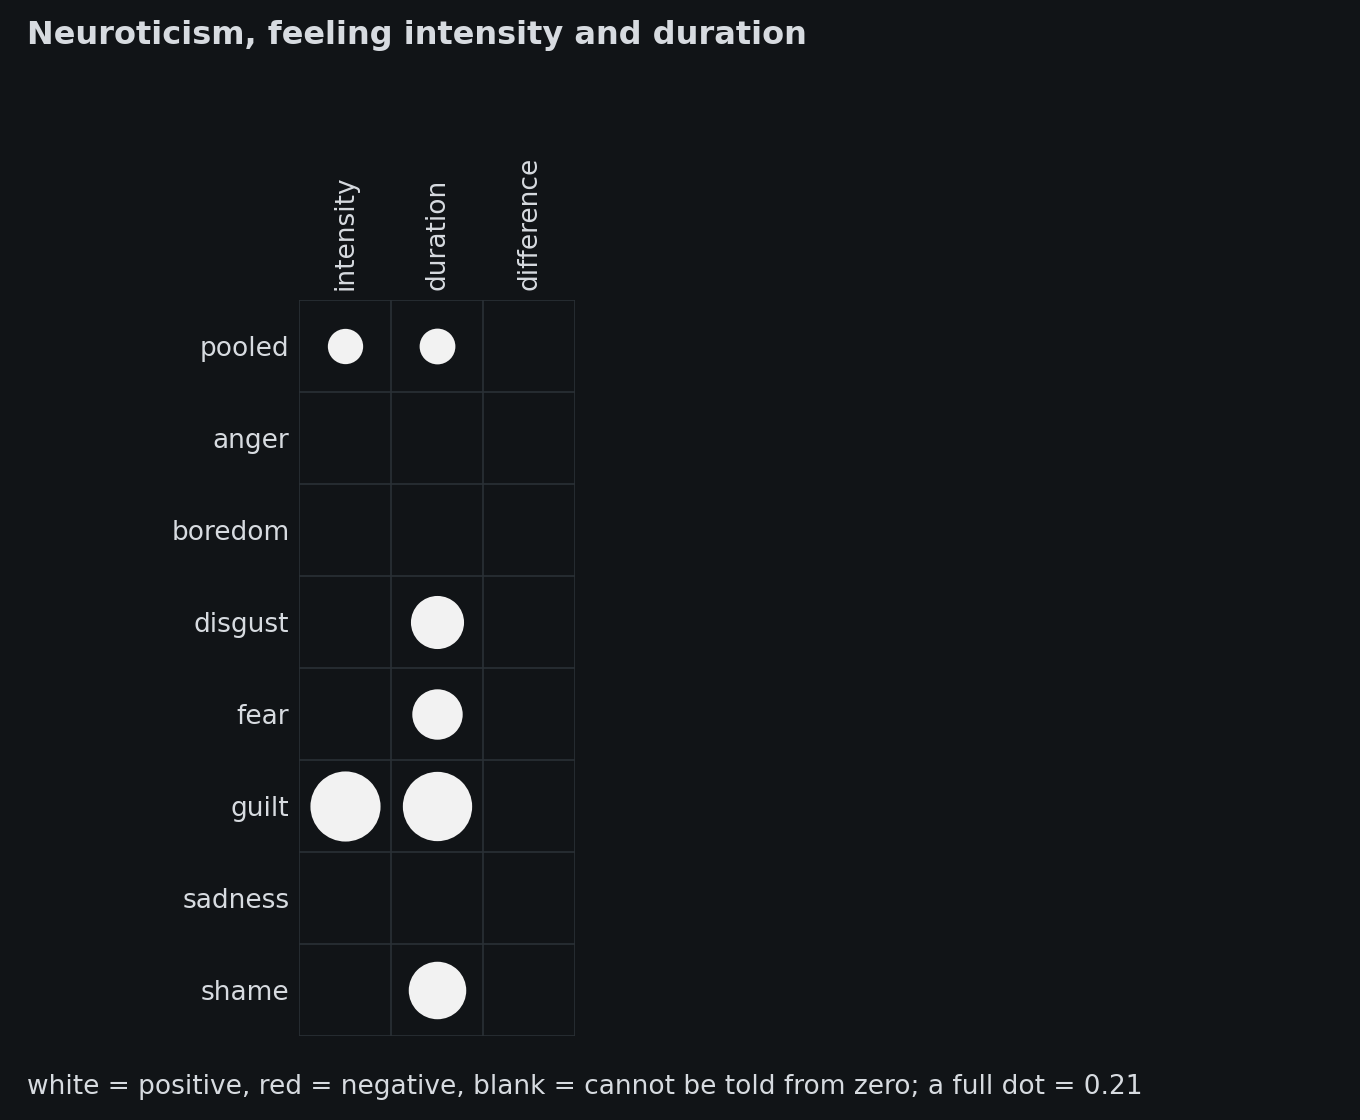 Neuroticism, feeling intensity and duration
intensity
duration
difference
pooled
anger
boredom
disgust
fear
guilt
sadness
shame
white = positive, red = negative, blank = cannot be told from zero; a full dot = 0.21